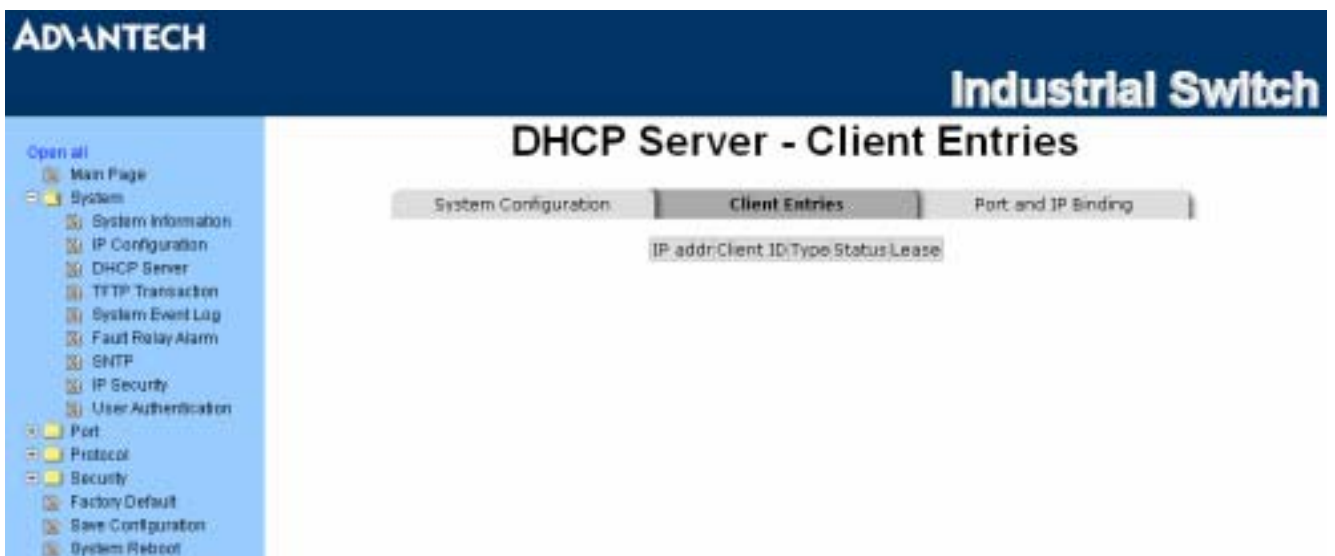 ADVANTECH
Industrial Switch
Open all
Main Page
System
System Information
IP Configuration
DHCP Server
TFTP Transaction
System Event Log
Fault Relay Alarm
SNTP
IP Security
User Authentication
Port
Protocol
Security
Factory Default
Save Configuration
System Reboot
DHCP Server - Client Entries
System Configuration
Client Entries
Port and IP Binding
IP addr Client ID Type Status Lease